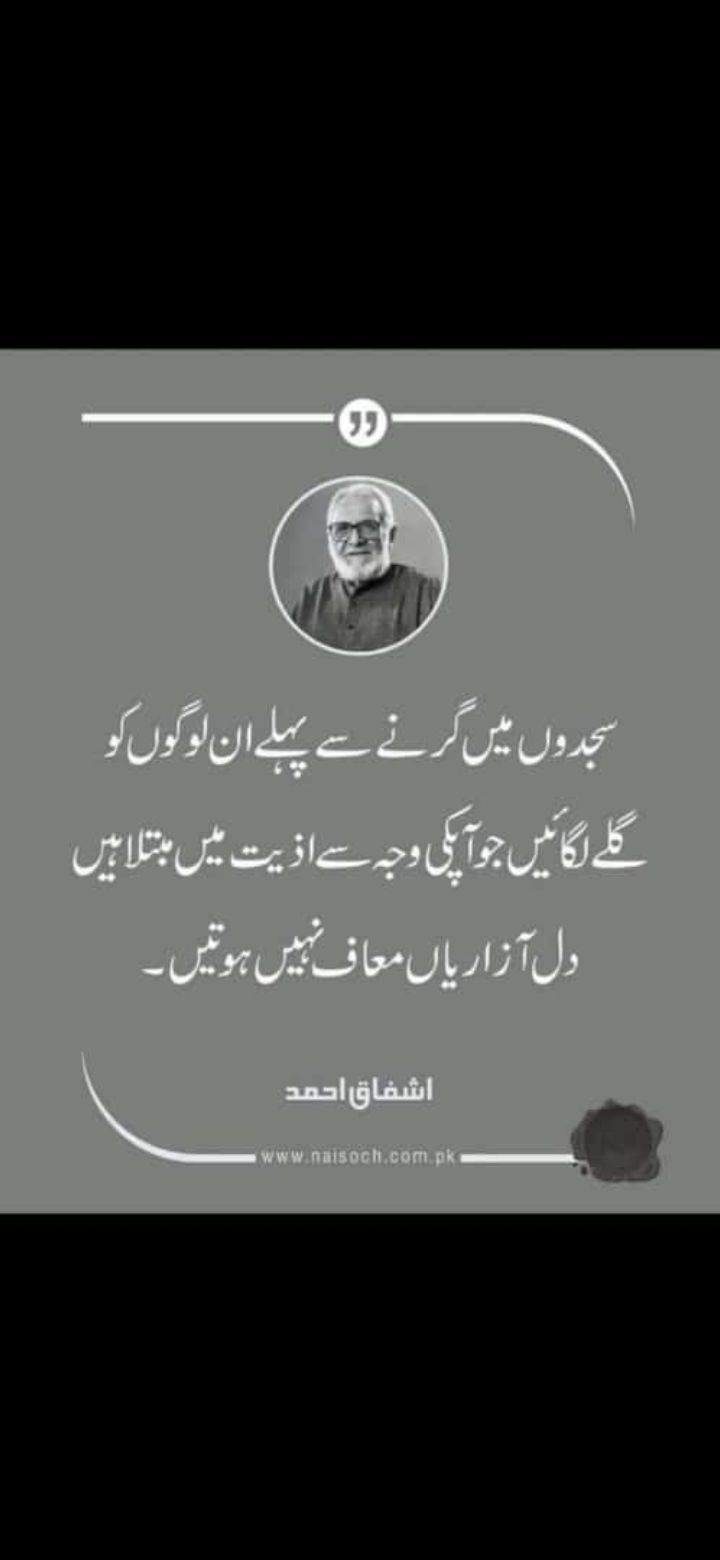 سجدوں میں گرنے سے پہلے ان لوگوں کو
گلے لگائیں جو آپکی وجہ سے اذیت میں مبتلا ہیں
دل آزاریاں معاف نہیں ہوتیں۔
اشفاق احمد
www.naisoch.com.pk